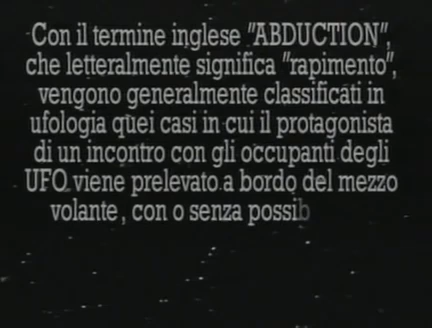 Con il termine inglese "ABDUCTION",
che letteralmente significa "rapimento",
vengono generalmente classificati in
ufologia quei casi in cui il protagonista
di un incontro con gli occupanti degli
UFO viene prelevato a bordo del mezzo
volante, con o senza possib